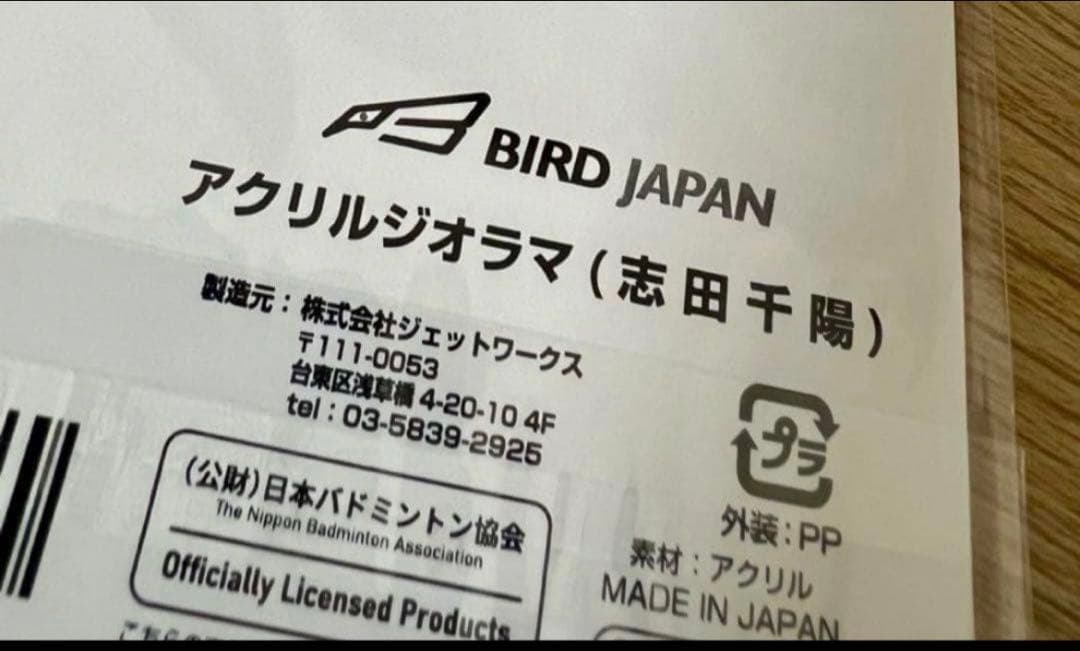 BIRD JAPAN
アクリルジオラマ(志田千陽)
製造元：株式会社ジェットワークス
〒111-0053
台東区浅草橋 4-20-10 4F
tel：03-5839-2925
(公財)日本バドミントン協会
The Nippon Badminton Association
Officially Licensed Products
こちらの
プラ
外装：PP
素材：アクリル
MADE IN JAPAN